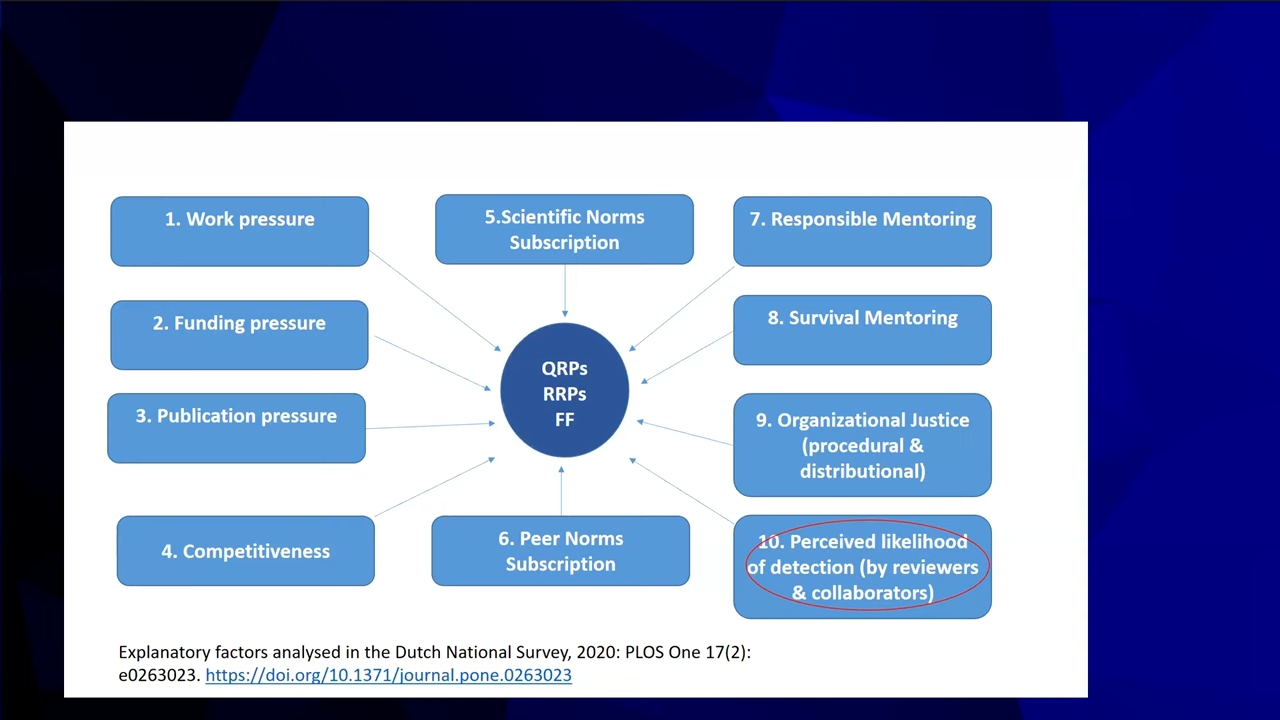 1. Work pressure
2. Funding pressure
3. Publication pressure
4. Competitiveness
5.Scientific Norms
Subscription
QRPs
RRPs
FF
6. Peer Norms
Subscription
7. Responsible Mentoring
8. Survival Mentoring
9. Organizational Justice
(procedural &
distributional)
10. Perceived likelihood
of detection (by reviewers
& collaborators)
Explanatory factors analysed in the Dutch National Survey, 2020: PLOS One 17(2):
e0263023. https://doi.org/10.1371/journal.pone.0263023